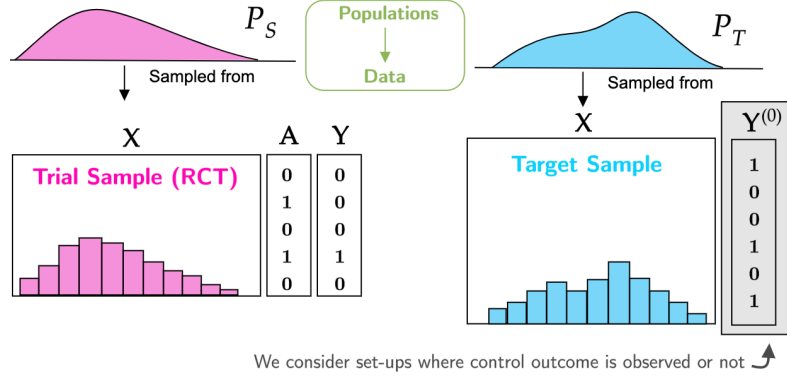 P_S
Populations
Data
P_T
Sampled from
Sampled from
X
A
Y
X
Y^(0)
Trial Sample (RCT)
Target Sample
0
1
0
1
0
0
0
0
1
0
1
0
0
1
0
1
We consider set-ups where control outcome is observed or not